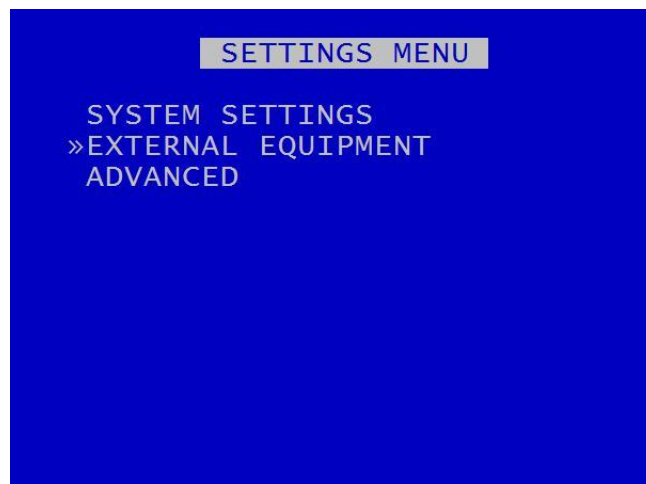 SETTINGS MENU
SYSTEM SETTINGS
»EXTERNAL EQUIPMENT
ADVANCED